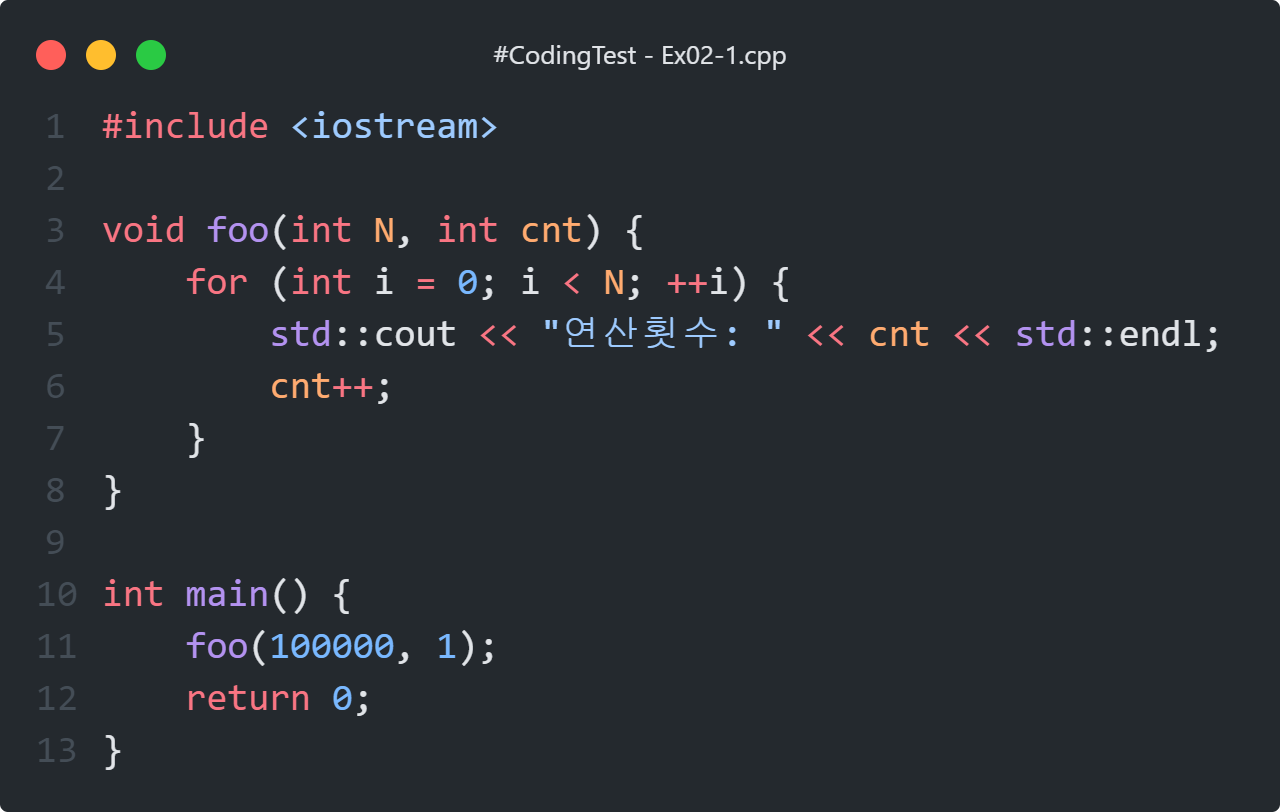 #CodingTest - Ex02-1.cpp
1 #include <iostream>
2
3 void foo(int N, int cnt) {
4     for (int i = 0; i < N; ++i) {
5         std::cout << "연산횟수: " << cnt << std::endl;
6         cnt++;
7     }
8 }
9
10 int main() {
11     foo(100000, 1);
12     return 0;
13 }